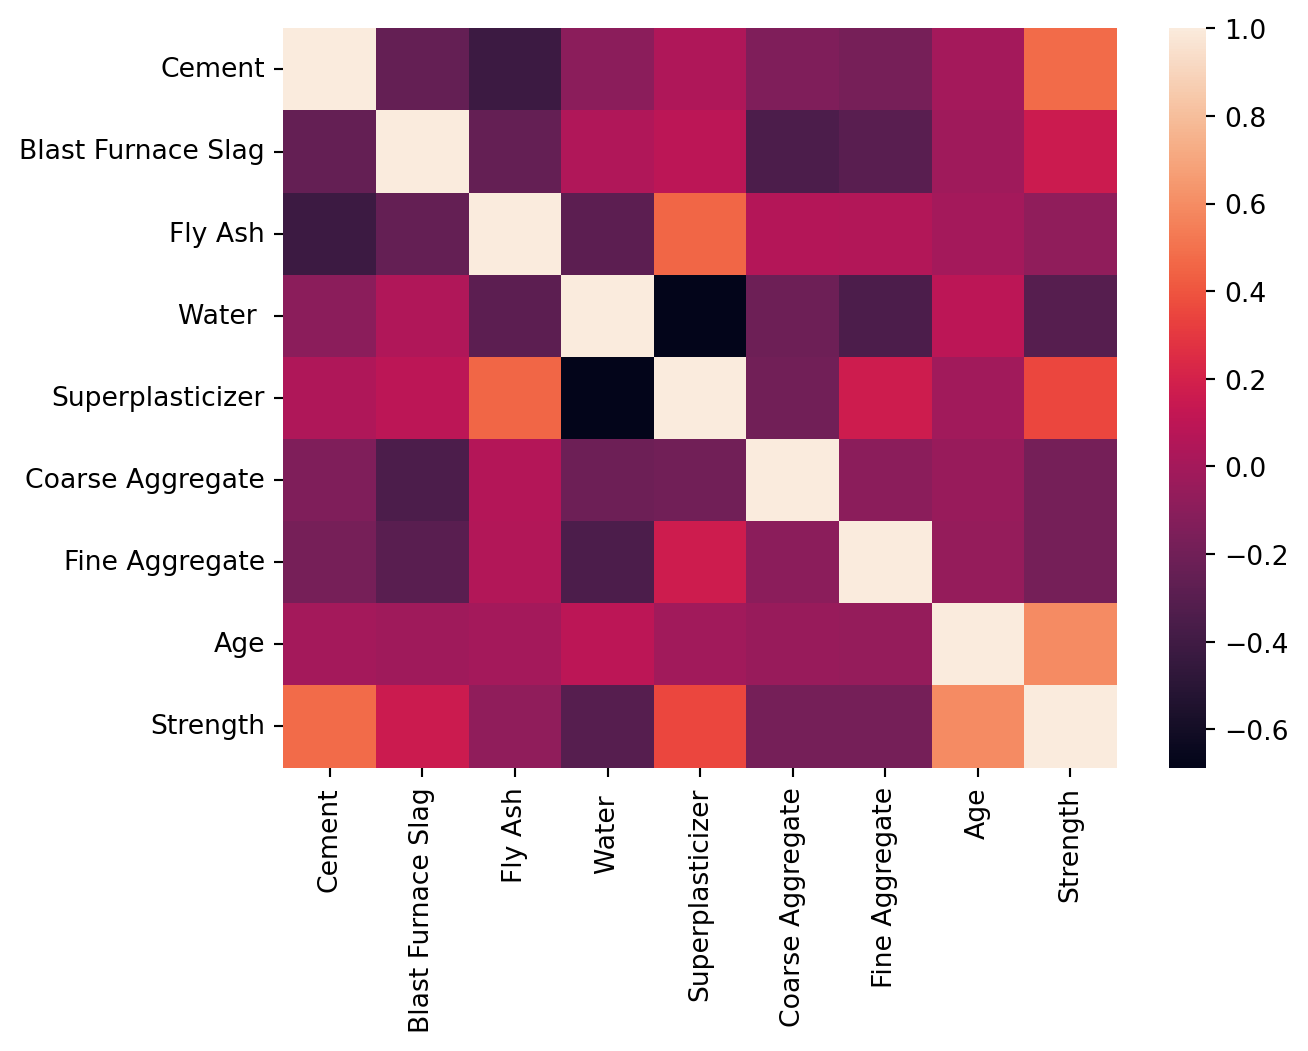 Cement
Blast Furnace Slag
Fly Ash
Water
Superplasticizer
Coarse Aggregate
Fine Aggregate
Age
Strength
Cement
Blast Furnace Slag
Fly Ash
Water
Superplasticizer
Coarse Aggregate
Fine Aggregate
Age
Strength
1.0
0.8
0.6
0.4
0.2
0.0
−0.2
−0.4
−0.6